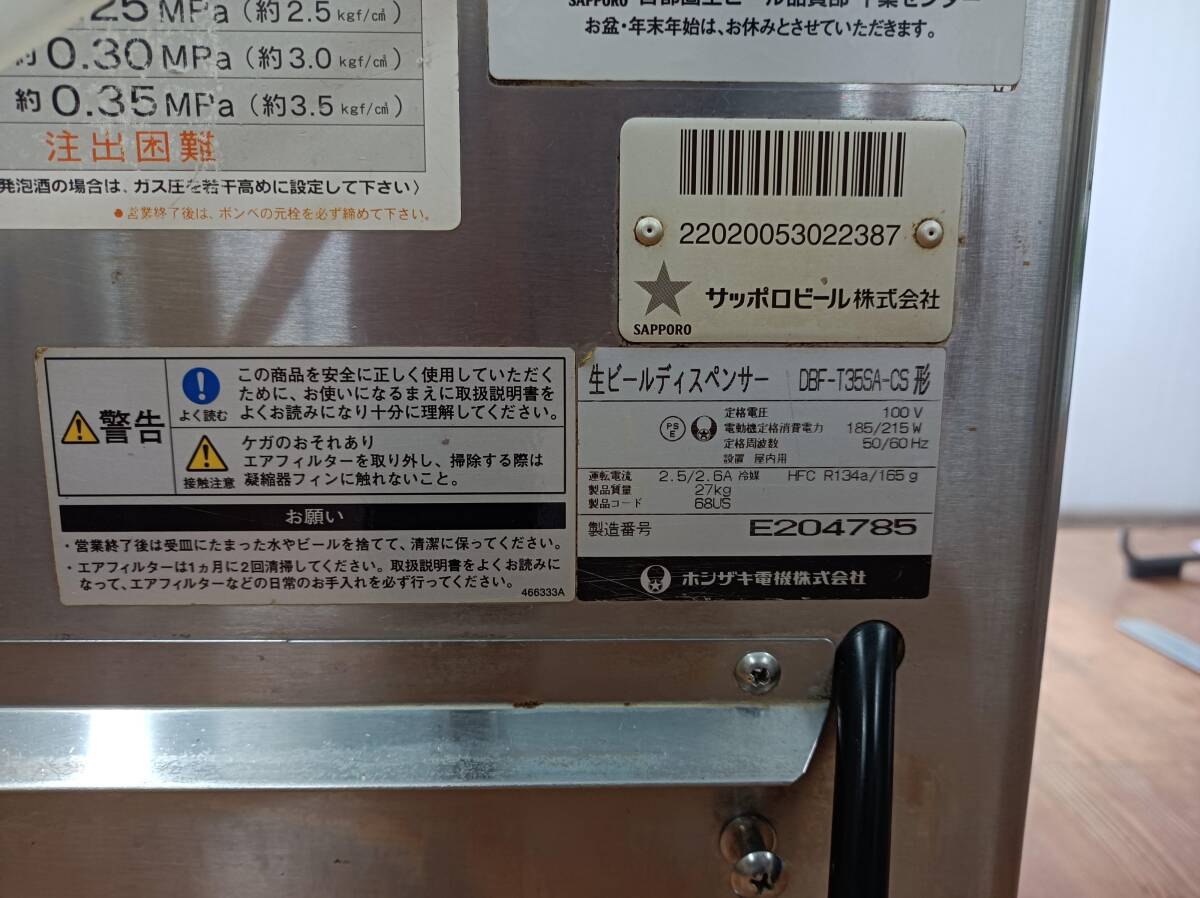 .25 MPa (約2.5 kgf/c㎡)
約 0.30 MPa (約3.0 kgf/c㎡)
約 0.35 MPa (約3.5 kgf/c㎡)
注出困難
発泡酒の場合は、ガス圧を若干高めに設定して下さい〉
●営業終了後は、ボンベの元栓を必ず締めて下さい。
SAPPORO
お盆・年末年始は、お休みとさせていただきます。
22020053022387
サッポロビール株式会社
SAPPORO
警告
よく読む
この商品を安全に正しく使用していただく
ために、お使いになるまえに取扱説明書を
よくお読みになり十分に理解してください。
接触注意
ケガのおそれあり
エアフィルターを取り外し、掃除する際は
凝縮器フィンに触れないこと。
お願い
・営業終了後は受皿にたまった水やビールを捨てて、清潔に保ってください。
・エアフィルターは1ヵ月に2回清掃してください。取扱説明書をよくお読みに
なって、エアフィルターなどの日常のお手入れを必ず行ってください。
466333A
生ビールディスペンサー DBF-T35SA-CS 形
PS E
定格電圧 100 V
電動機定格消費電力 185/215 W
定格周波数 50/60 Hz
設置 屋内用
運転電流 2.5/2.6A 冷媒 HFC R134a/165 g
製品質量 27kg
製品コード 68US
製造番号 E204785
ホシザキ電機株式会社